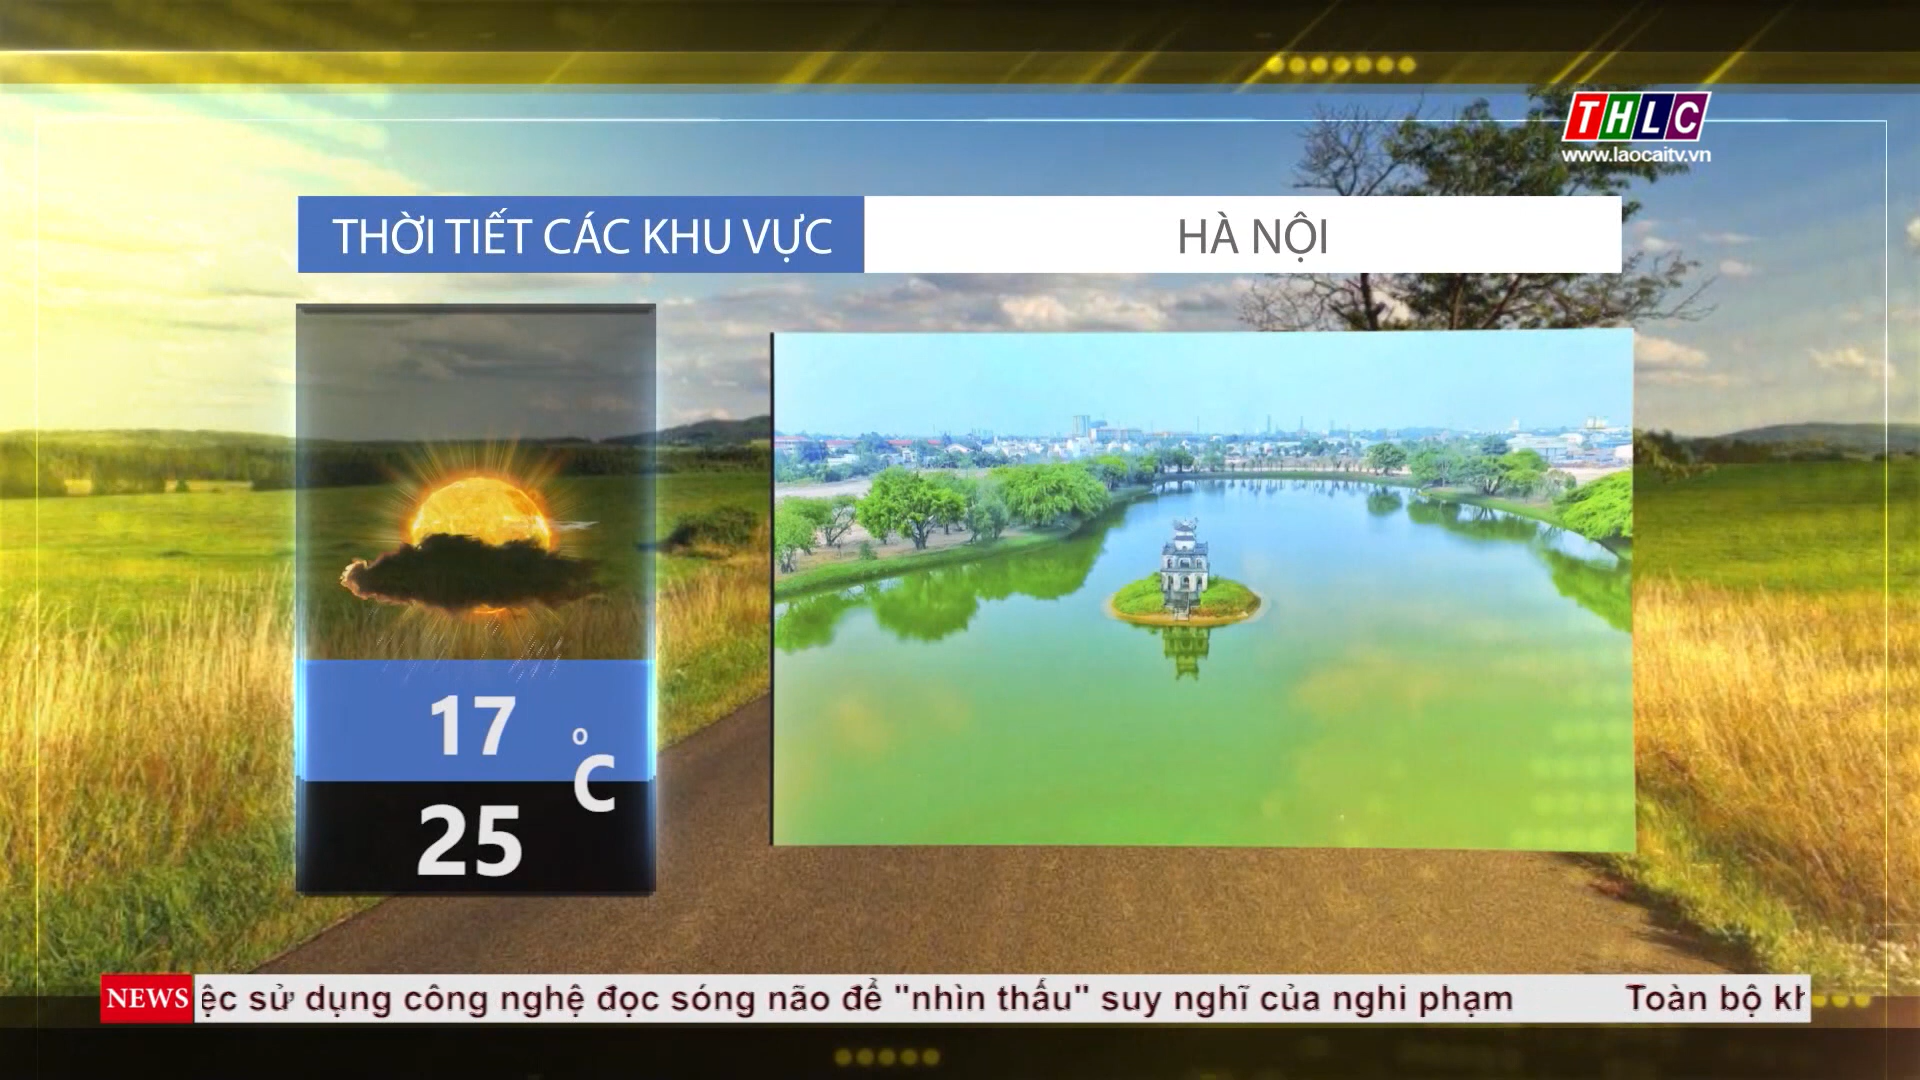 THLC
www.laocaitv.vn
THỜI TIẾT CÁC KHU VỰC
HÀ NỘI
17
°C
25
NEWS
ệc sử dụng công nghệ đọc sóng não để "nhìn thấu" suy nghĩ của nghi phạm
Toàn bộ kh